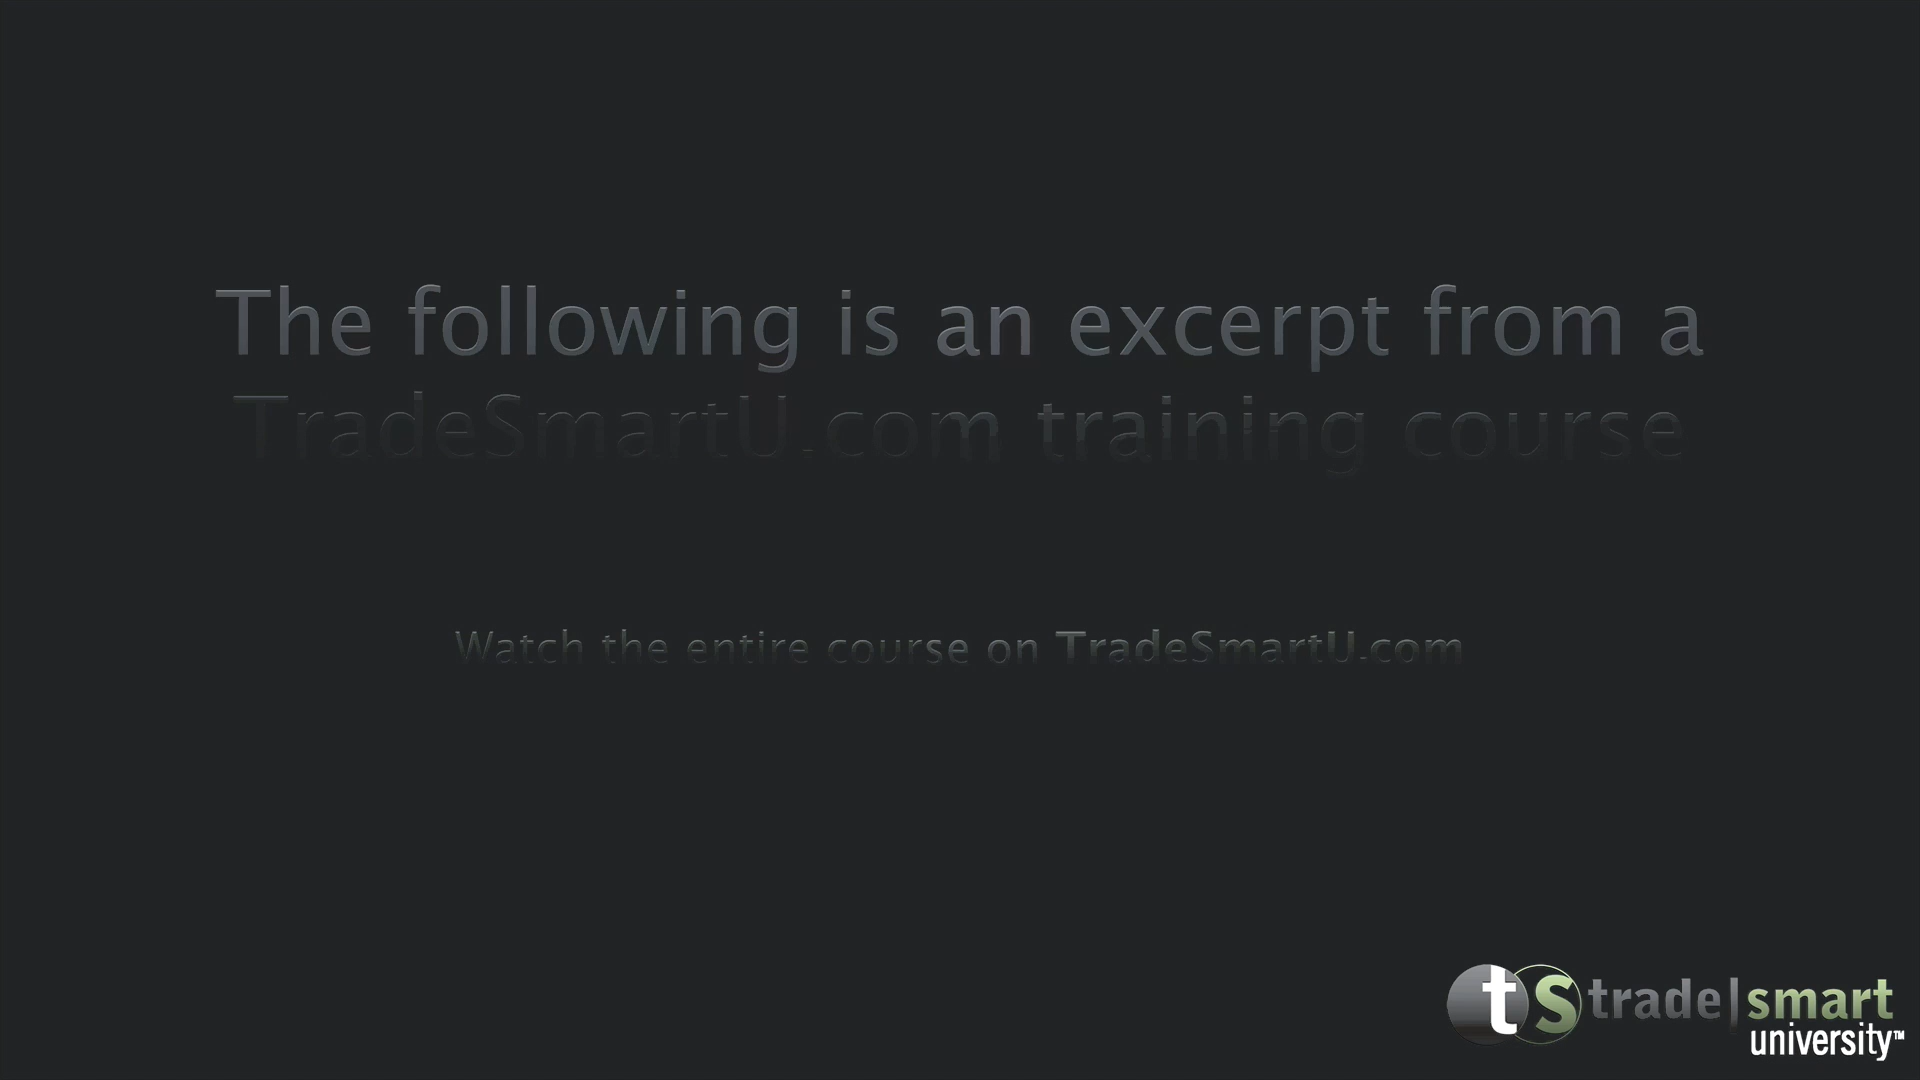 The following is an excerpt from a
TradeSmartU.com training course
Watch the entire course on TradeSmartU.com
ts trade|smart
university™